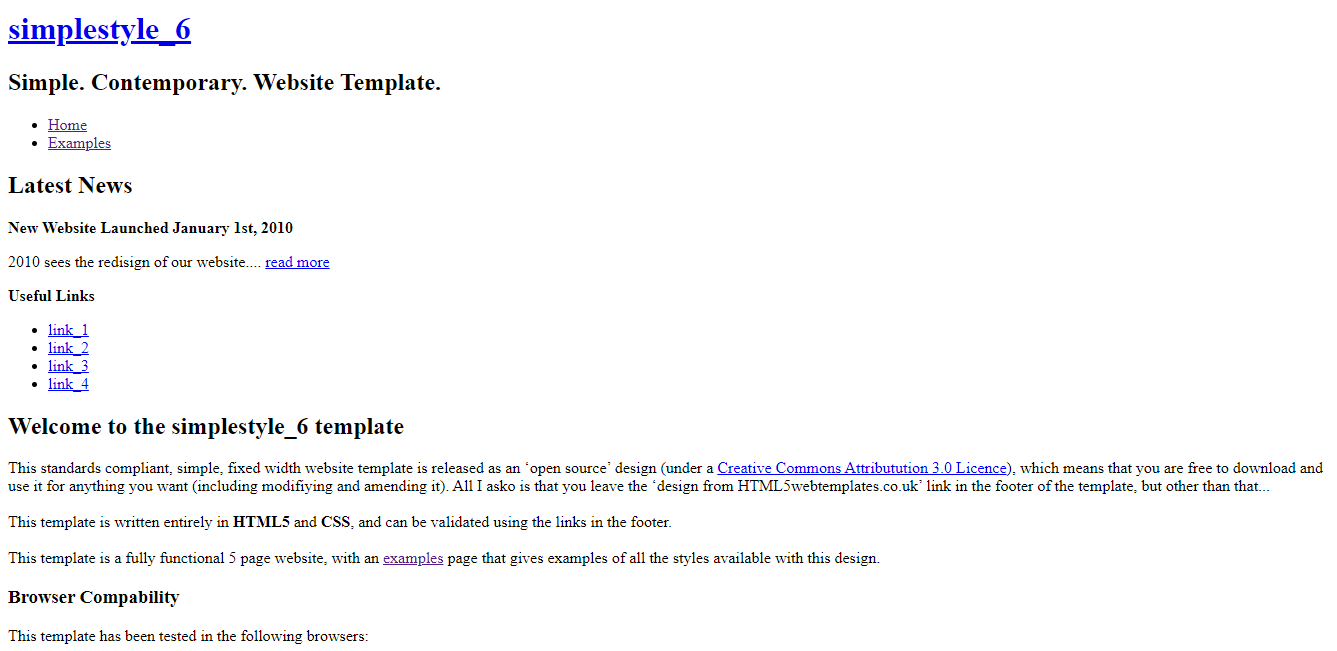 simplestyle_6
Simple. Contemporary. Website Template.
Home
Examples
Latest News
New Website Launched January 1st, 2010
2010 sees the redisign of our website.... read more
Useful Links
link_1
link_2
link_3
link_4
Welcome to the simplestyle_6 template
This standards compliant, simple, fixed width website template is released as an ‘open source’ design (under a Creative Commons Attributution 3.0 Licence), which means that you are free to download and
use it for anything you want (including modifiying and amending it). All I asko is that you leave the ‘design from HTML5webtemplates.co.uk’ link in the footer of the template, but other than that...
This template is written entirely in HTML5 and CSS, and can be validated using the links in the footer.
This template is a fully functional 5 page website, with an examples page that gives examples of all the styles available with this design.
Browser Compability
This template has been tested in the following browsers: